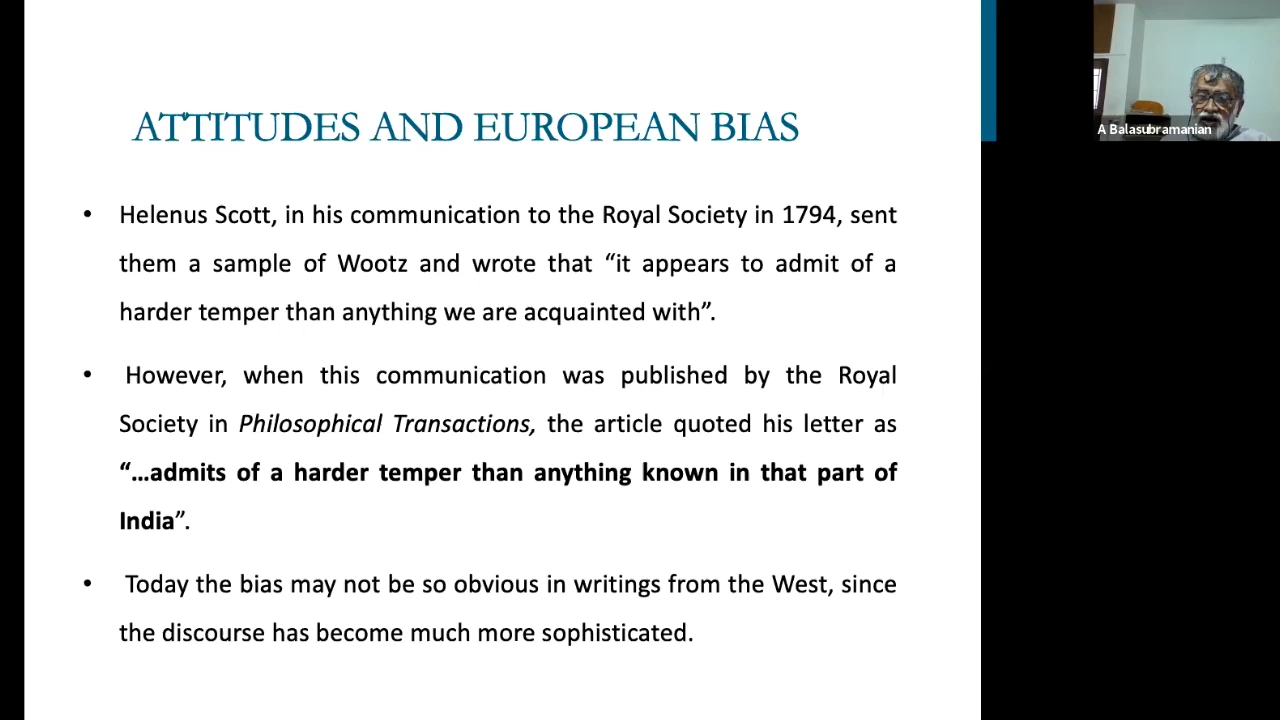 ATTITUDES AND EUROPEAN BIAS
A Balasubramanian
• Helenus Scott, in his communication to the Royal Society in 1794, sent
them a sample of Wootz and wrote that “it appears to admit of a
harder temper than anything we are acquainted with”.
• However, when this communication was published by the Royal
Society in Philosophical Transactions, the article quoted his letter as
“…admits of a harder temper than anything known in that part of
India”.
• Today the bias may not be so obvious in writings from the West, since
the discourse has become much more sophisticated.